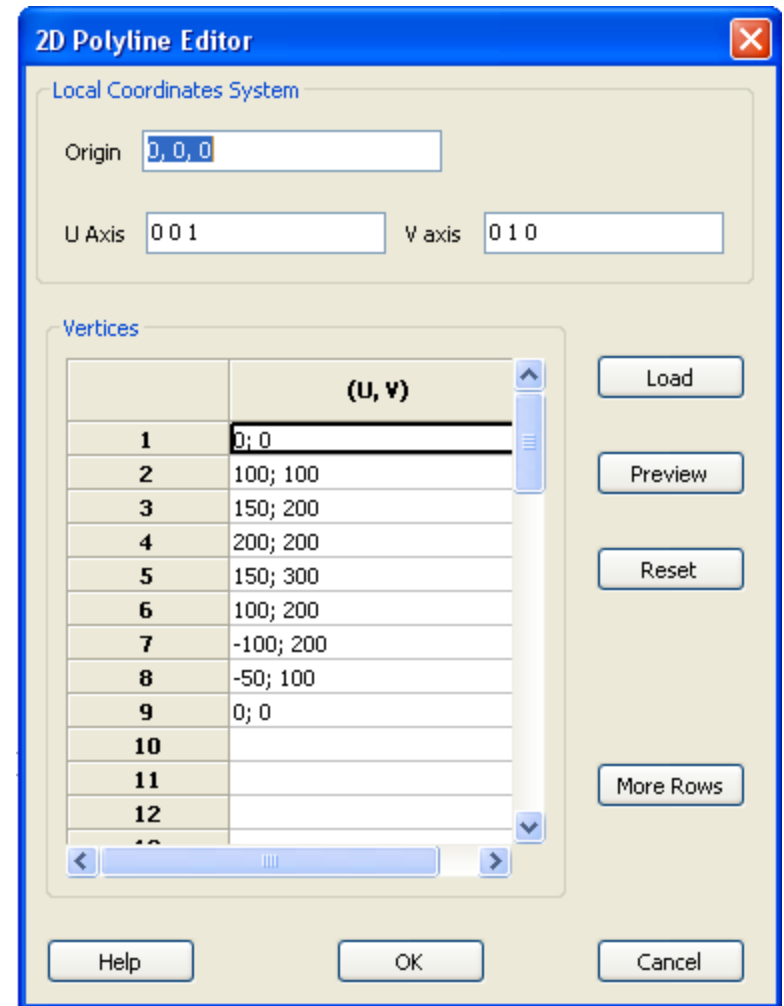 2D Polyline Editor
Local Coordinates System
Origin 0, 0, 0
U Axis 0 0 1 V axis 0 1 0
Vertices
(U, V)
1 0; 0
2 100; 100
3 150; 200
4 200; 200
5 150; 300
6 100; 200
7 -100; 200
8 -50; 100
9 0; 0
10
11
12
Load
Preview
Reset
More Rows
Help OK Cancel